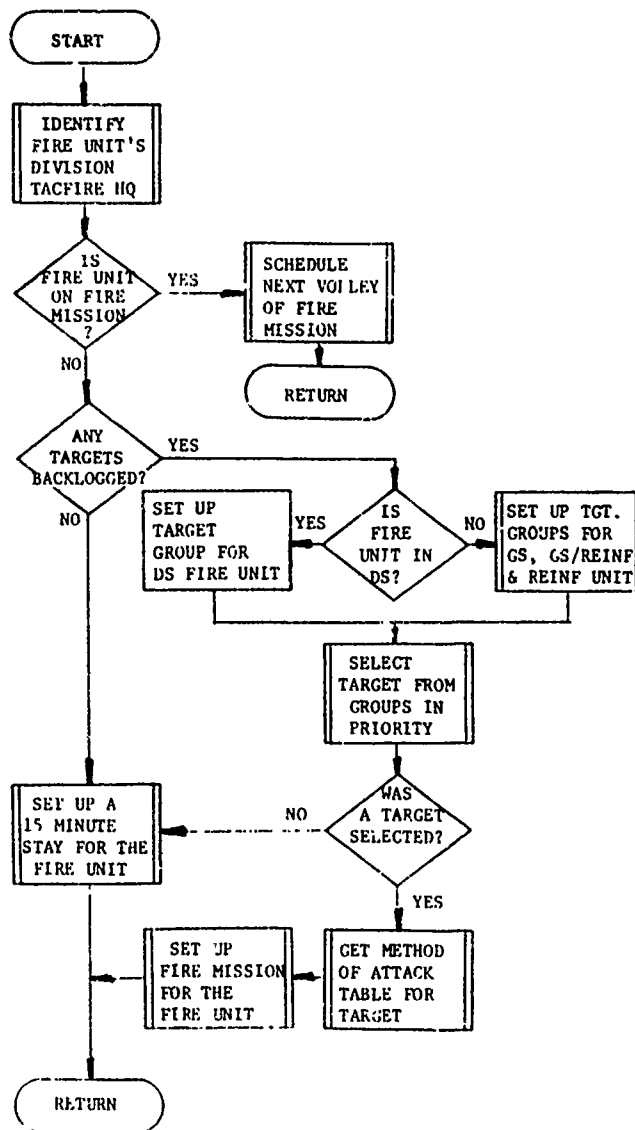 START
IDENTIFY
FIRE UNIT'S
DIVISION
TACFIRE HQ
IS
FIRE UNIT
ON FIRE
MISSION
?
YES
SCHEDULE
NEXT VOLLEY
OF FIRE
MISSION
RETURN
NO
ANY
TARGETS
BACKLOGGED?
YES
NO
SET UP
TARGET
GROUP FOR
DS FIRE UNIT
YES
IS
FIRE
UNIT IN
DS?
NO
SET UP TGT.
GROUPS FOR
GS, GS/REINF
& REINF UNIT
SELECT
TARGET FROM
GROUPS IN
PRIORITY
WAS
A TARGET
SELECTED?
NO
SET UP A
15 MINUTE
STAY FOR THE
FIRE UNIT
YES
SET UP
FIRE MISSION
FOR THE
FIRE UNIT
GET METHOD
OF ATTACK
TABLE FOR
TARGET
RETURN